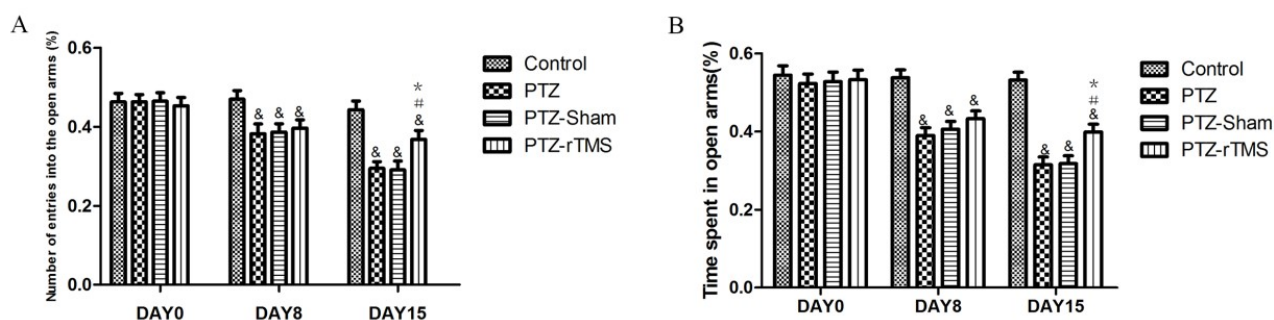 A
Number of entries into the open arms (%)
0.6
0.4
0.2
0.0
& & &
& &
*
#
&
DAY0 DAY8 DAY15
Control
PTZ
PTZ-Sham
PTZ-rTMS
B
Time spent in open arms(%)
0.6
0.4
0.2
0.0
& & &
& &
*
#
&
DAY0 DAY8 DAY15
Control
PTZ
PTZ-Sham
PTZ-rTMS